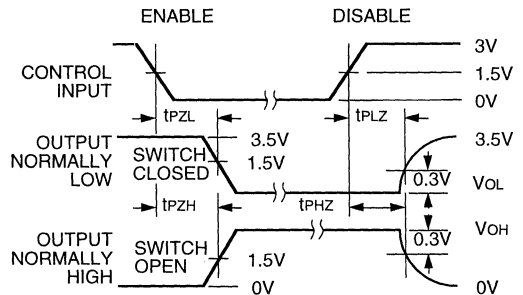 ENABLE DISABLE
3V
CONTROL
INPUT
1.5V
0V
tPZL tPLZ
OUTPUT
NORMALLY
LOW
3.5V
SWITCH
CLOSED
1.5V
3.5V
0.3V
VOL
tPZH tPHZ
OUTPUT
NORMALLY
HIGH
SWITCH
OPEN
1.5V
0V
VOH
0.3V
0V